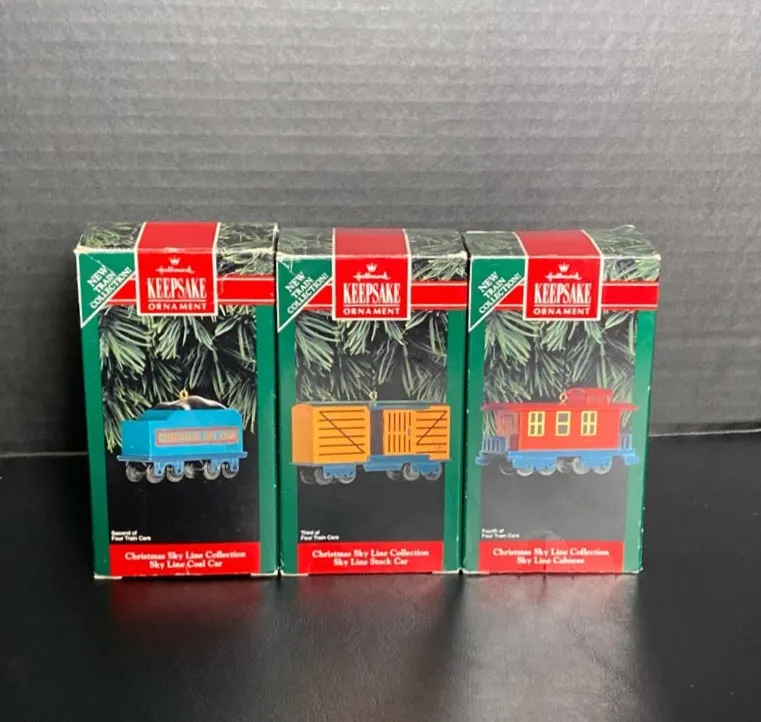 NEW
TRAIN
COLLECTION!
Hallmark
KEEPSAKE
ORNAMENT
Second of
Four Train Cars
Christmas Sky Line Collection
Sky Line Coal Car
NEW
TRAIN
COLLECTION!
Hallmark
KEEPSAKE
ORNAMENT
Third of
Four Train Cars
Christmas Sky Line Collection
Sky Line Stock Car
NEW
TRAIN
COLLECTION!
Hallmark
KEEPSAKE
ORNAMENT
Fourth of
Four Train Cars
Christmas Sky Line Collection
Sky Line Caboose